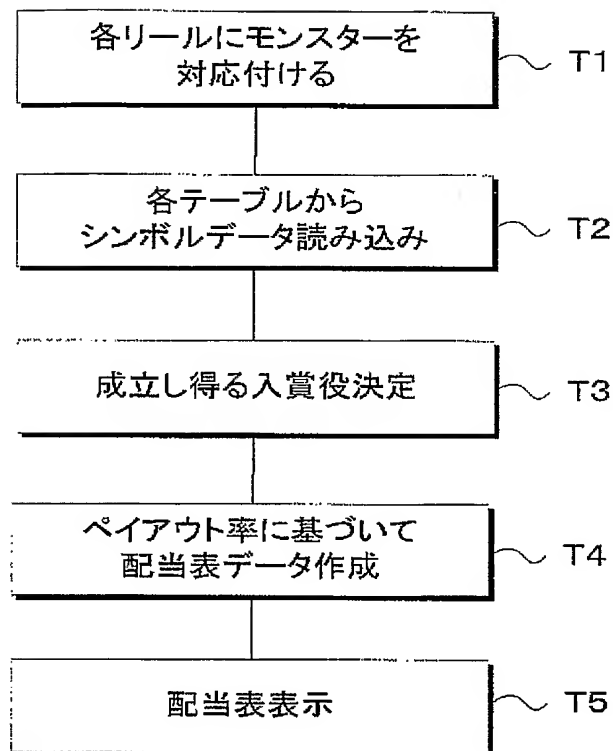 各リールにモンスターを
対応付ける
T1
各テーブルから
シンボルデータ読み込み
T2
成立し得る入賞役決定
T3
ペイアウト率に基づいて
配当表データ作成
T4
配当表表示
T5